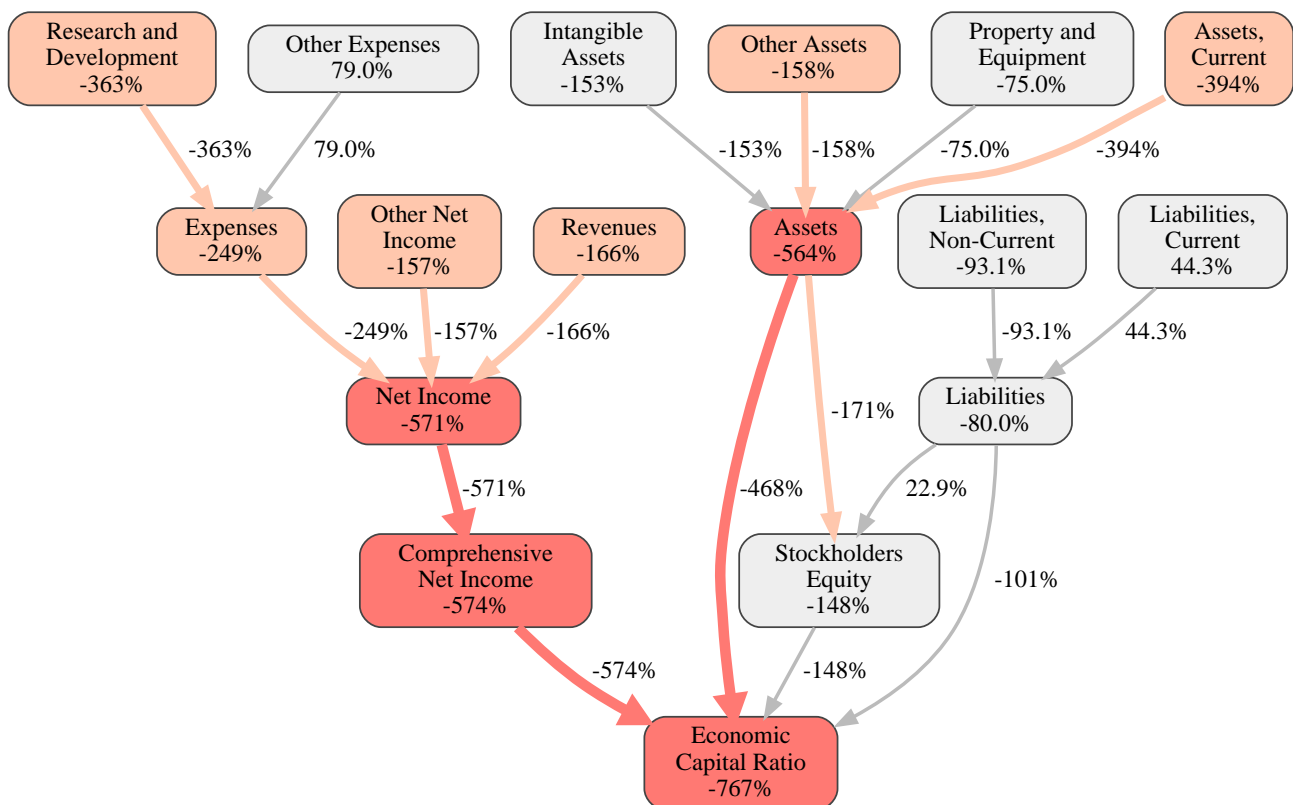 Research and
Development
-363%
Other Expenses
79.0%
Intangible
Assets
-153%
Other Assets
-158%
Property and
Equipment
-75.0%
Assets,
Current
-394%
-363%
79.0%
-153%
-158%
-75.0%
-394%
Expenses
-249%
Other Net
Income
-157%
Revenues
-166%
Assets
-564%
Liabilities,
Non-Current
-93.1%
Liabilities,
Current
44.3%
-249%
-157%
-166%
-93.1%
44.3%
Net Income
-571%
-171%
Liabilities
-80.0%
-571%
-468%
22.9%
Comprehensive
Net Income
-574%
Stockholders
Equity
-148%
-101%
-574%
-148%
Economic
Capital Ratio
-767%